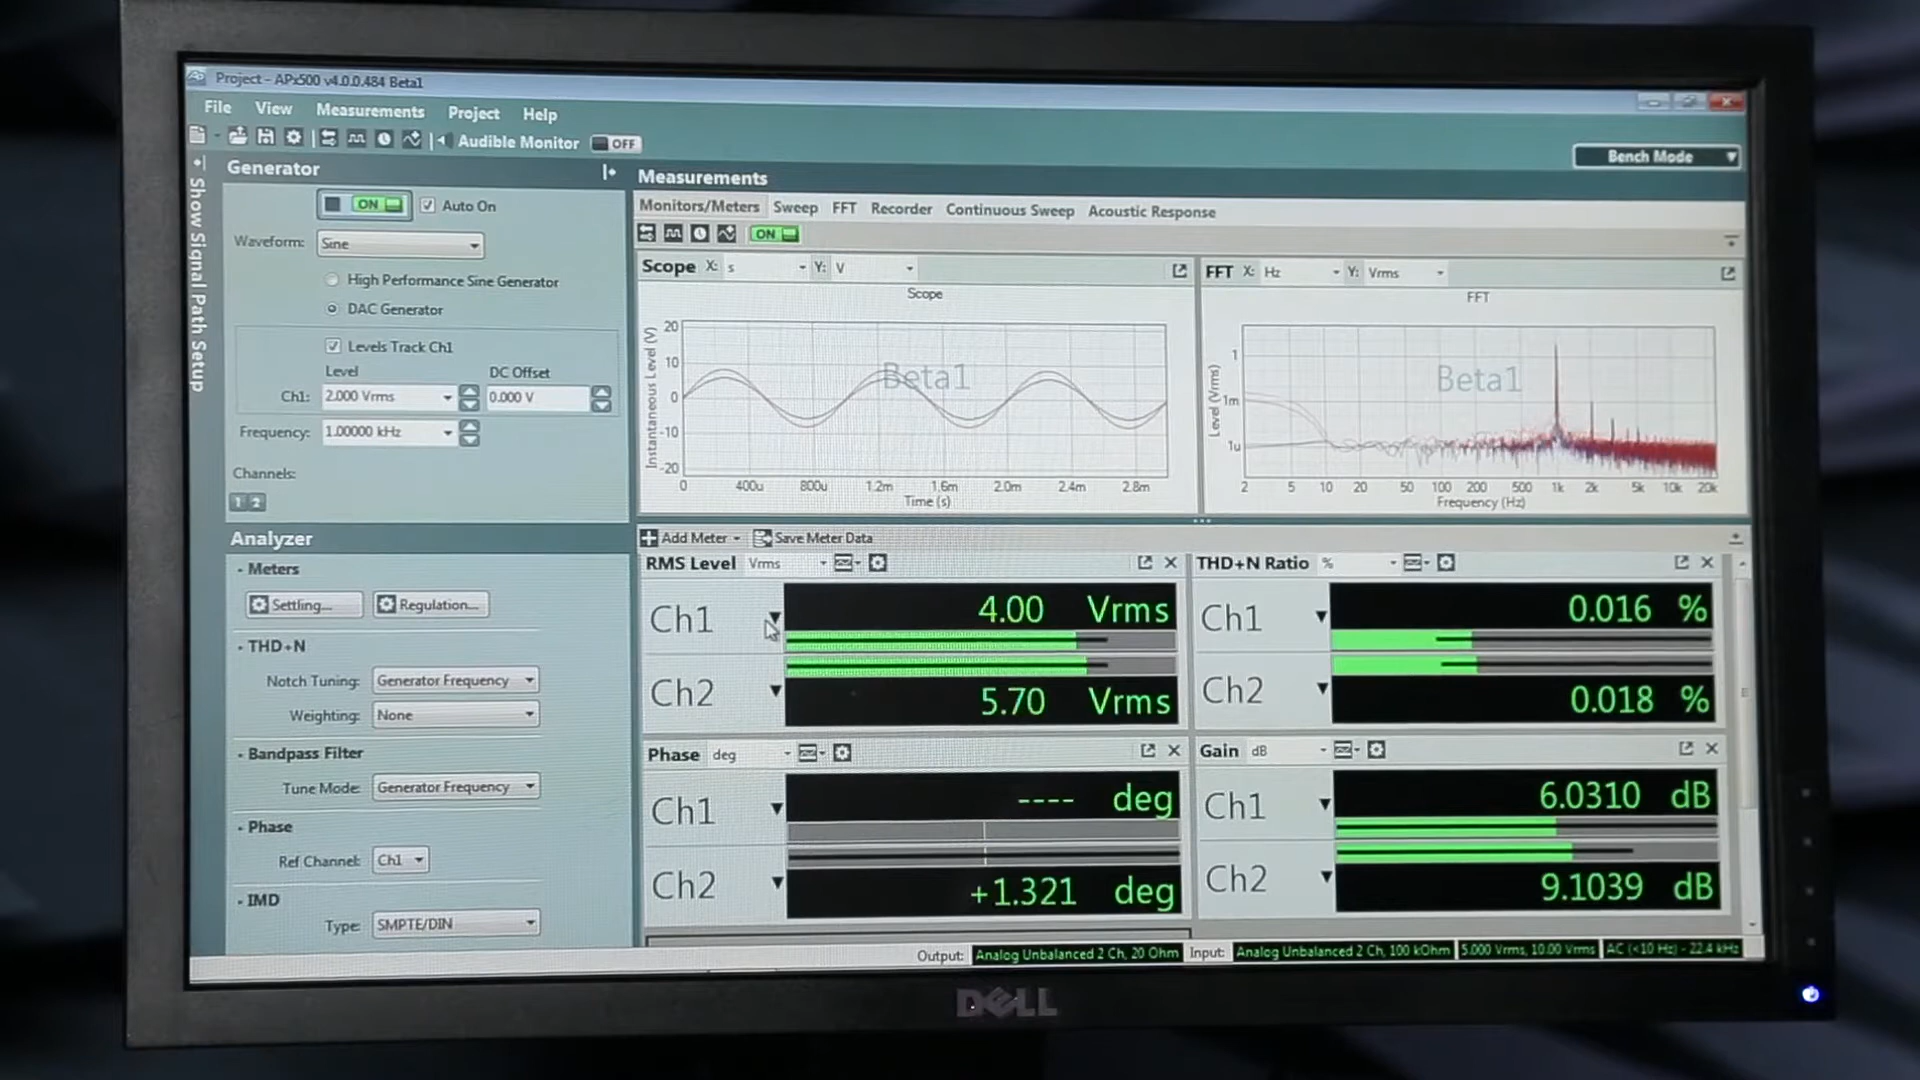 Project - APx500 v4.0.0.484 Beta1
File View Measurements Project Help
Audible Monitor OFF
Bench Mode
Show Signal Path Setup
Generator
ON Auto On
Waveform: Sine
High Performance Sine Generator
DAC Generator
Levels Track Ch1
Level DC Offset
Ch1: 2.000 Vrms 0.000 V
Frequency: 1.00000 kHz
Channels:
1 2
Analyzer
Meters
Settling... Regulation...
THD+N
Notch Tuning: Generator Frequency
Weighting: None
Bandpass Filter
Tune Mode: Generator Frequency
Phase
Ref Channel: Ch1
IMD
Type: SMPTE/DIN
Measurements
Monitors/Meters Sweep FFT Recorder Continuous Sweep Acoustic Response
ON
Scope X: s Y: V
Scope
Instantaneous Level (V)
20
10
0
-10
-20
Beta1
0 400u 800u 1.2m 1.6m 2.0m 2.4m 2.8m
Time (s)
FFT X: Hz Y: Vrms
FFT
Level (Vrms)
1
1m
1u
Beta1
2 5 10 20 50 100 200 500 1k 2k 5k 10k 20k
Frequency (Hz)
Add Meter Save Meter Data
RMS Level Vrms
Ch1 4.00 Vrms
Ch2 5.70 Vrms
THD+N Ratio %
Ch1 0.016 %
Ch2 0.018 %
Phase deg
Ch1 ---- deg
Ch2 +1.321 deg
Gain dB
Ch1 6.0310 dB
Ch2 9.1039 dB
Output: Analog Unbalanced 2 Ch, 20 Ohm Input: Analog Unbalanced 2 Ch, 100 kOhm 5.000 Vrms, 10.00 Vrms AC (<10 Hz) - 22.4 kHz
DELL